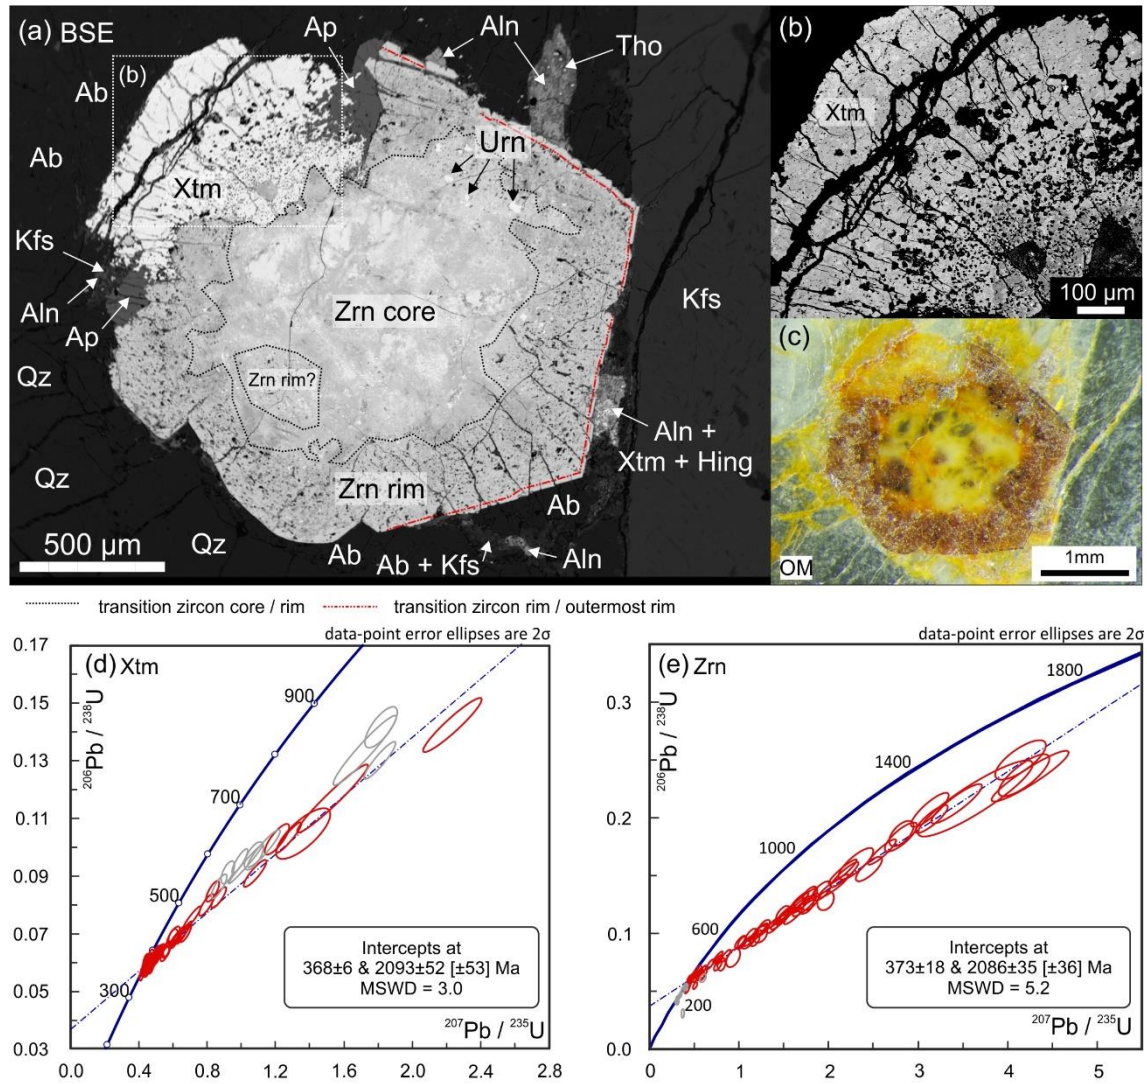 (a) BSE
Ap
Aln
Tho
(b)
Ab
Ab
Urn
Xtm
Kfs
Aln
Ap
Zrn core
Kfs
Zrn rim?
Qz
Aln +
Xtm + Hing
Qz
Zrn rim
Ab
500 µm
Qz
Ab
Ab + Kfs
Aln
(b)
Xtm
100 µm
(c)
1mm
OM
transition zircon core / rim
transition zircon rim / outermost rim
data-point error ellipses are 2σ
(d) Xtm
0.17
0.15
0.13
0.11
0.09
0.07
0.05
0.03
²⁰⁶Pb / ²³⁸U
900
700
500
300
Intercepts at
368±6 & 2093±52 [±53] Ma
MSWD = 3.0
²⁰⁷Pb / ²³⁵U
0.0 0.4 0.8 1.2 1.6 2.0 2.4 2.8
data-point error ellipses are 2σ
(e) Zrn
0.3
0.2
0.1
0.0
²⁰⁶Pb / ²³⁸U
1800
1400
1000
600
200
Intercepts at
373±18 & 2086±35 [±36] Ma
MSWD = 5.2
²⁰⁷Pb / ²³⁵U
0 1 2 3 4 5